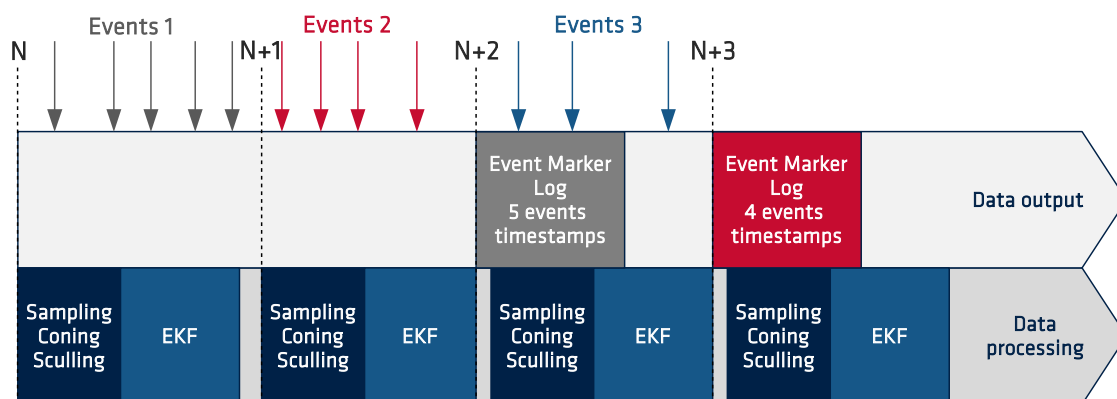 Events 1
Events 2
Events 3
N
N+1
N+2
N+3
Event Marker
Log
5 events
timestamps
Event Marker
Log
4 events
timestamps
Data output
Sampling
Coning
Sculling
EKF
Sampling
Coning
Sculling
EKF
Sampling
Coning
Sculling
EKF
Sampling
Coning
Sculling
EKF
Data
processing